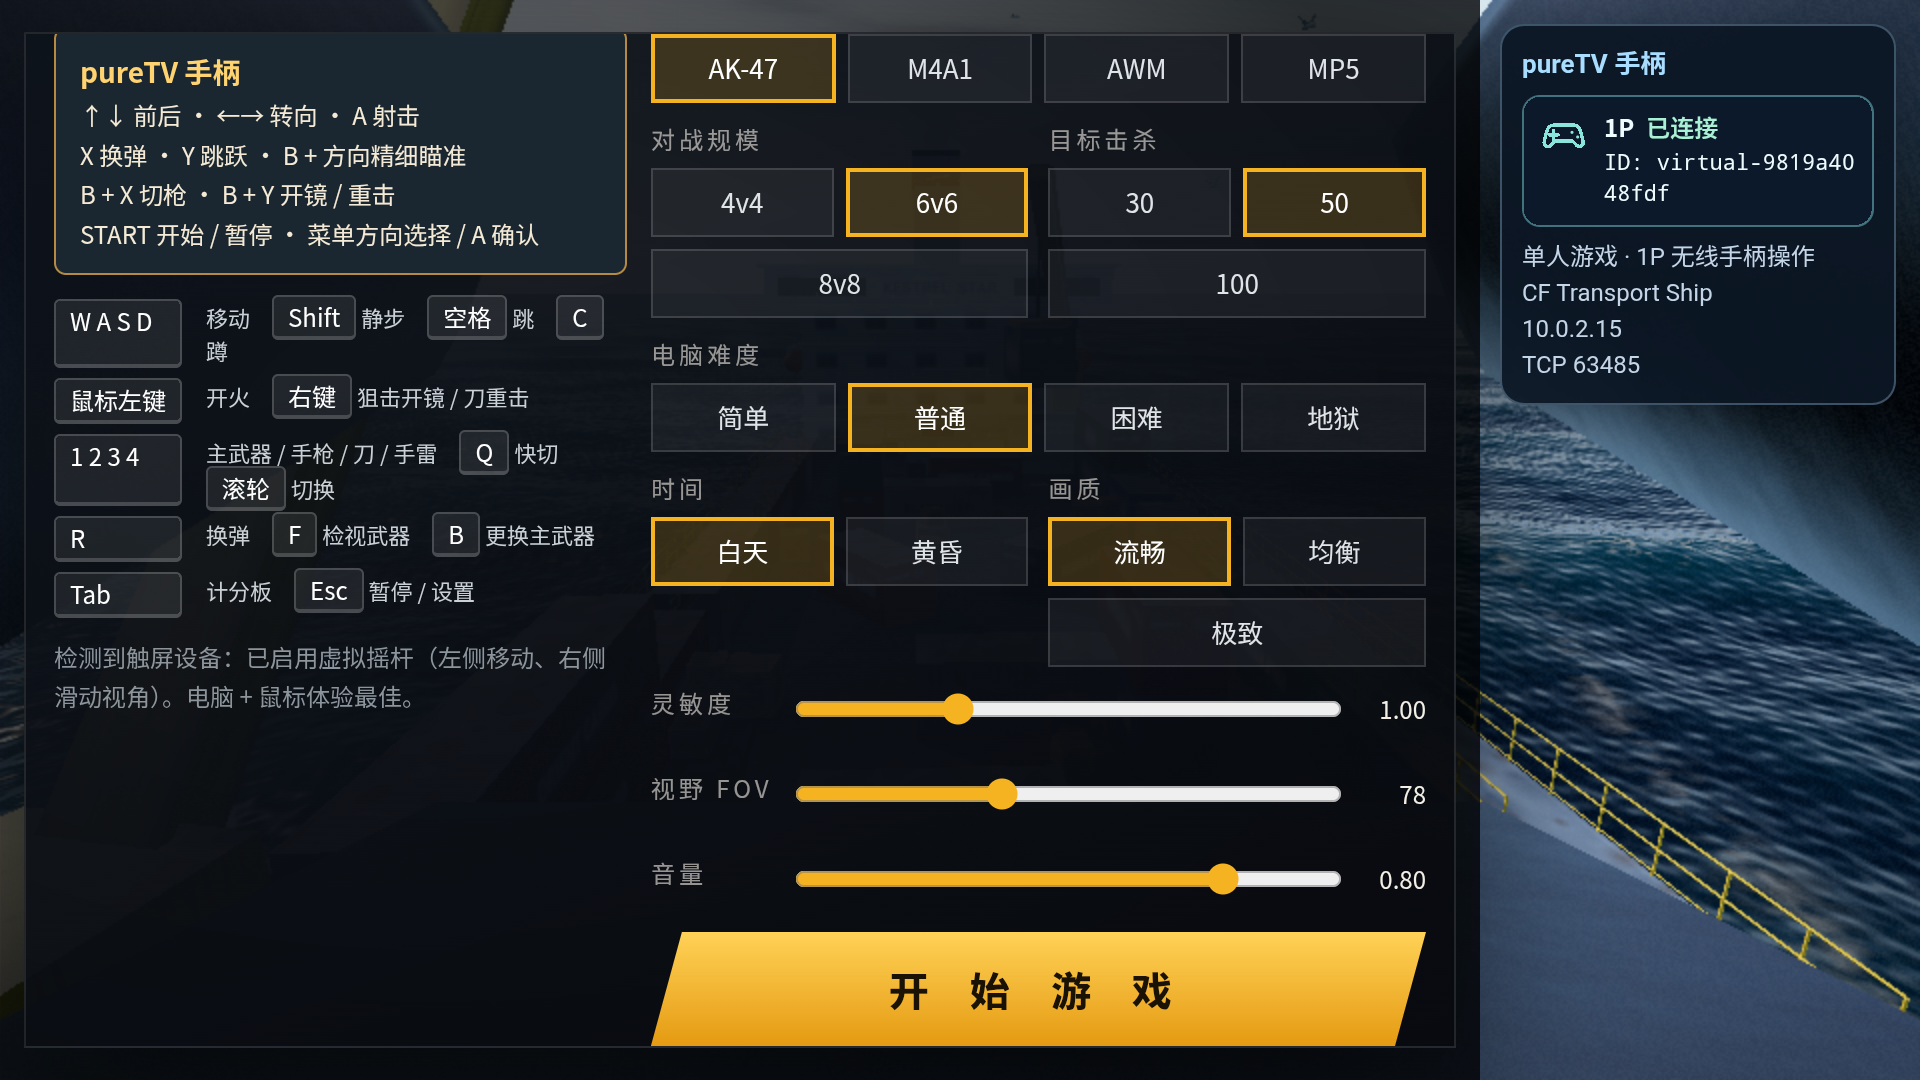 pureTV 手柄
↑↓ 前后 · ←→ 转向 · A 射击
X 换弹 · Y 跳跃 · B + 方向精细瞄准
B + X 切枪 · B + Y 开镜 / 重击
START 开始 / 暂停 · 菜单方向选择 / A 确认
W A S D 移动 Shift 静步 空格 跳 C
蹲
鼠标左键 开火 右键 狙击开镜 / 刀重击
1 2 3 4 主武器 / 手枪 / 刀 / 手雷 Q 快切
滚轮 切换
R 换弹 F 检视武器 B 更换主武器
Tab 计分板 Esc 暂停 / 设置
检测到触屏设备：已启用虚拟摇杆（左侧移动、右侧
滑动视角）。电脑 + 鼠标体验最佳。
AK-47 M4A1 AWM MP5
对战规模 目标击杀
4v4 6v6 30 50
8v8 100
电脑难度
简单 普通 困难 地狱
时间 画质
白天 黄昏 流畅 均衡
极致
灵敏度 1.00
视野 FOV 78
音量 0.80
开始游戏
pureTV 手柄
1P 已连接
ID: virtual-9819a40
48fdf
单人游戏 · 1P 无线手柄操作
CF Transport Ship
10.0.2.15
TCP 63485